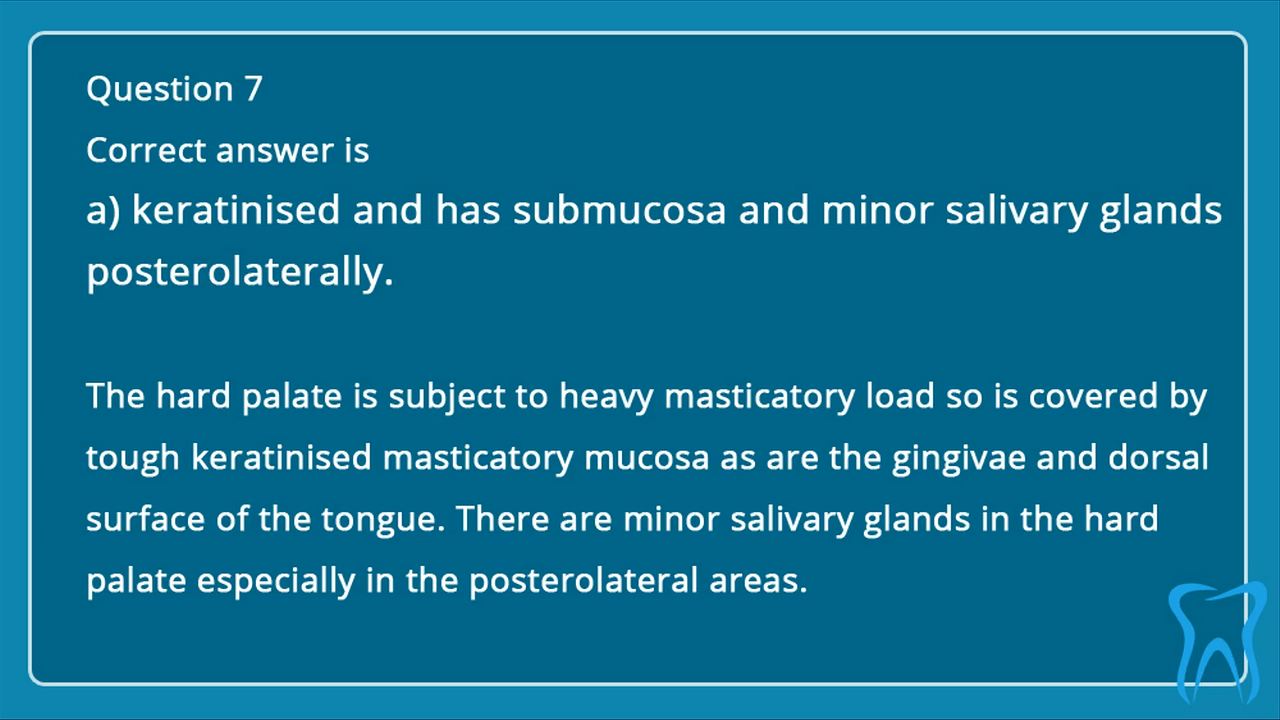 Question 7
Correct answer is
a) keratinised and has submucosa and minor salivary glands
posterolaterally.
The hard palate is subject to heavy masticatory load so is covered by
tough keratinised masticatory mucosa as are the gingivae and dorsal
surface of the tongue. There are minor salivary glands in the hard
palate especially in the posterolateral areas.